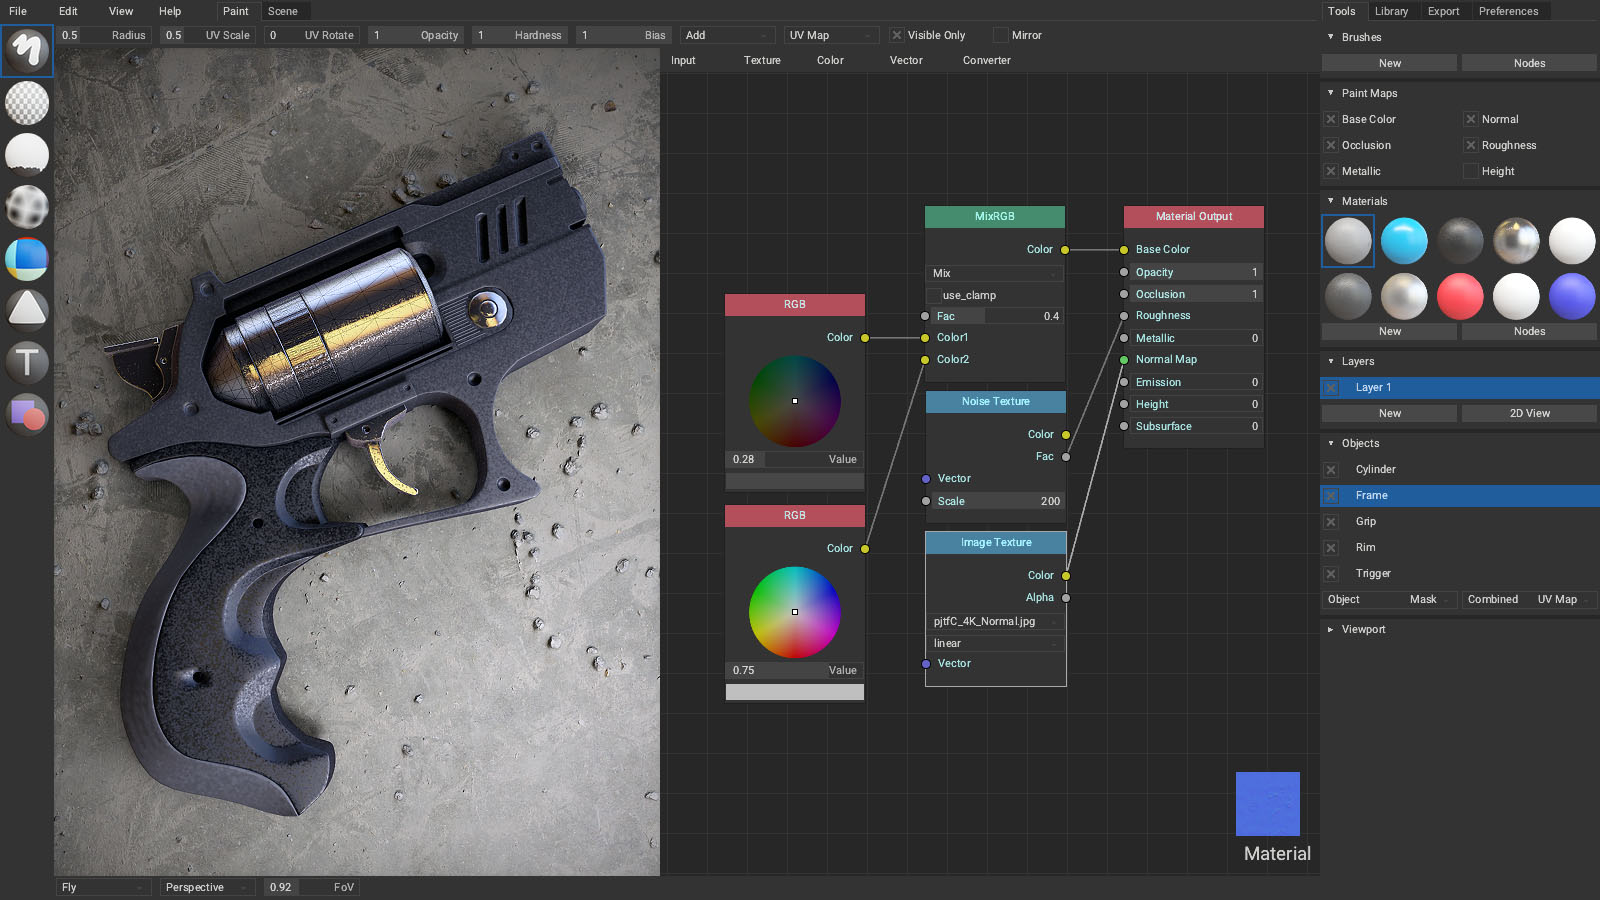 File Edit View Help Paint Scene
Tools Library Export Preferences
0.5 Radius 0.5 UV Scale 0 UV Rotate 1 Opacity 1 Hardness 1 Bias Add UV Map Visible Only Mirror
Input Texture Color Vector Converter
MixRGB
Color
Mix
use_clamp
Fac 0.4
Color1
Color2
Material Output
Base Color
Opacity 1
Occlusion 1
Roughness
Metallic 0
Normal Map
Emission 0
Height 0
Subsurface 0
RGB
Color
0.28 Value
RGB
Color
0.75 Value
Noise Texture
Color
Fac
Vector
Scale 200
Image Texture
Color
Alpha
pjtfC_4K_Normal.jpg
linear
Vector
Material
T
Brushes
New Nodes
Paint Maps
Base Color Normal
Occlusion Roughness
Metallic Height
Materials
New Nodes
Layers
Layer 1
New 2D View
Objects
Cylinder
Frame
Grip
Rim
Trigger
Object Mask Combined UV Map
Viewport
Fly Perspective 0.92 FoV